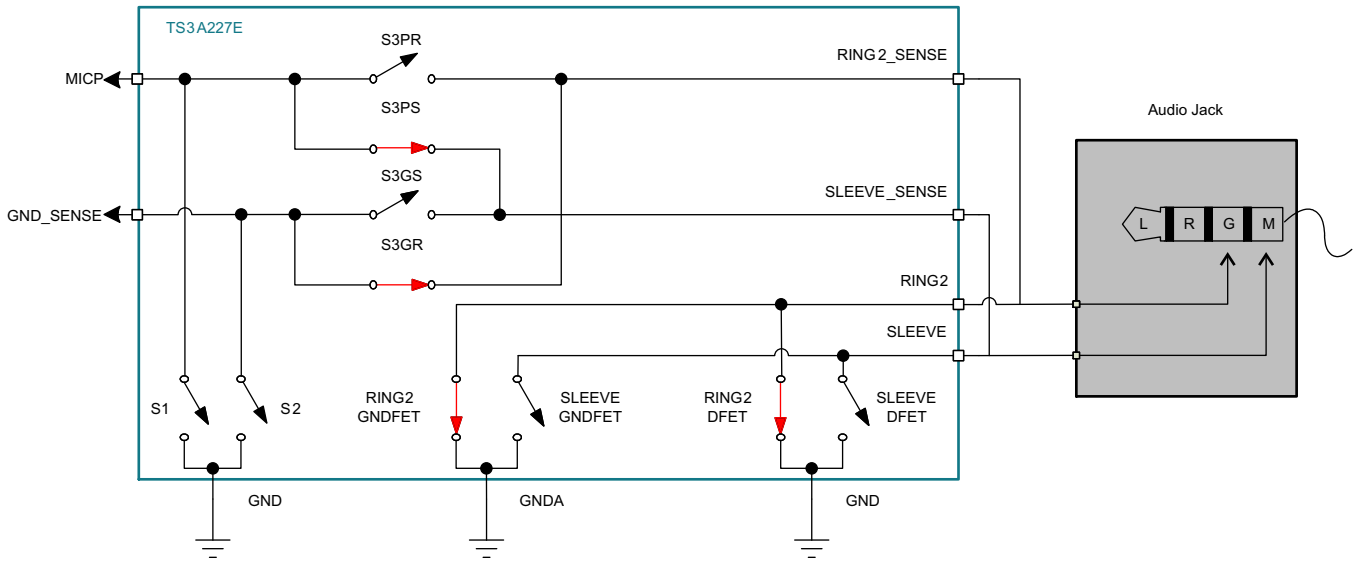 TS3A227E
S3PR
RING2_SENSE
MICP
S3PS
Audio Jack
S3GS
SLEEVE_SENSE
GND_SENSE
L R G M
S3GR
RING2
SLEEVE
S1
S2
RING2
GNDFET
SLEEVE
GNDFET
RING2
DFET
SLEEVE
DFET
GND
GNDA
GND